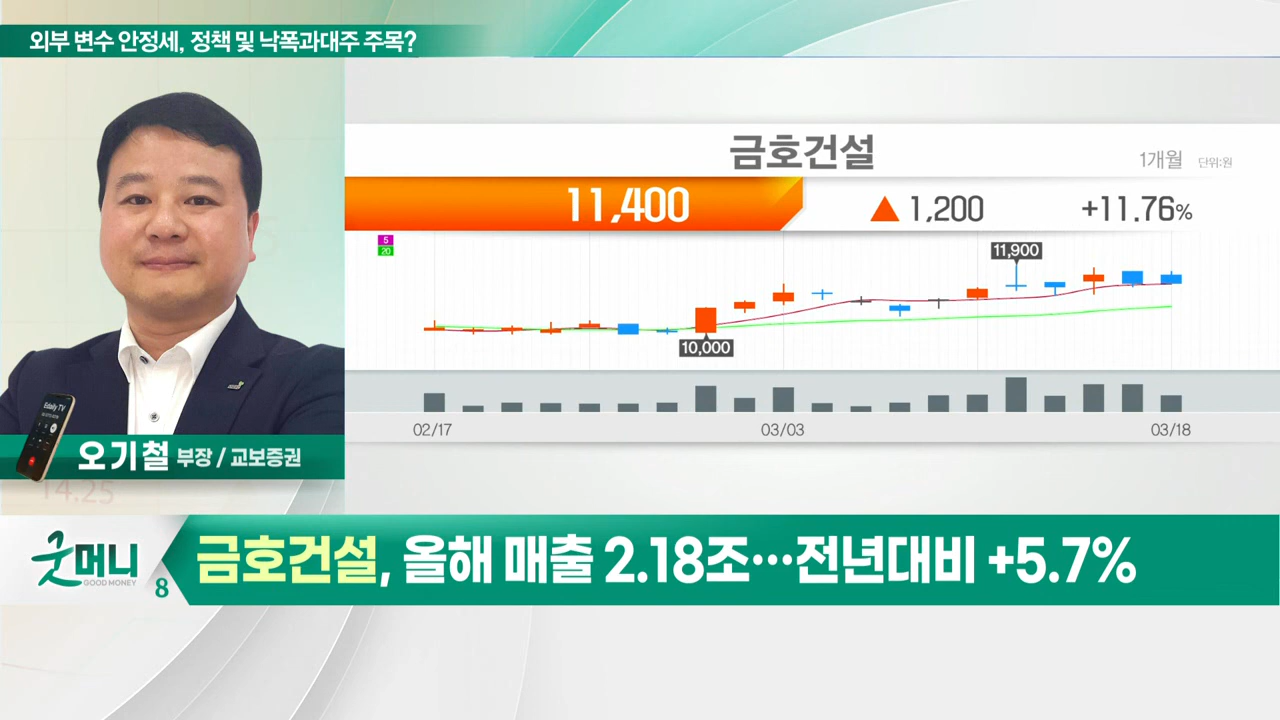 외부 변수 안정세, 정책 및 낙폭과대주 주목?
금호건설
1개월 단위:원
11,400 ▲ 1,200 +11.76%
5
20
11,900
10,000
02/17 03/03 03/18
Edaily TV
오기철 부장 / 교보증권
14.25
굿머니
GOOD MONEY
8
금호건설, 올해 매출 2.18조…전년대비 +5.7%